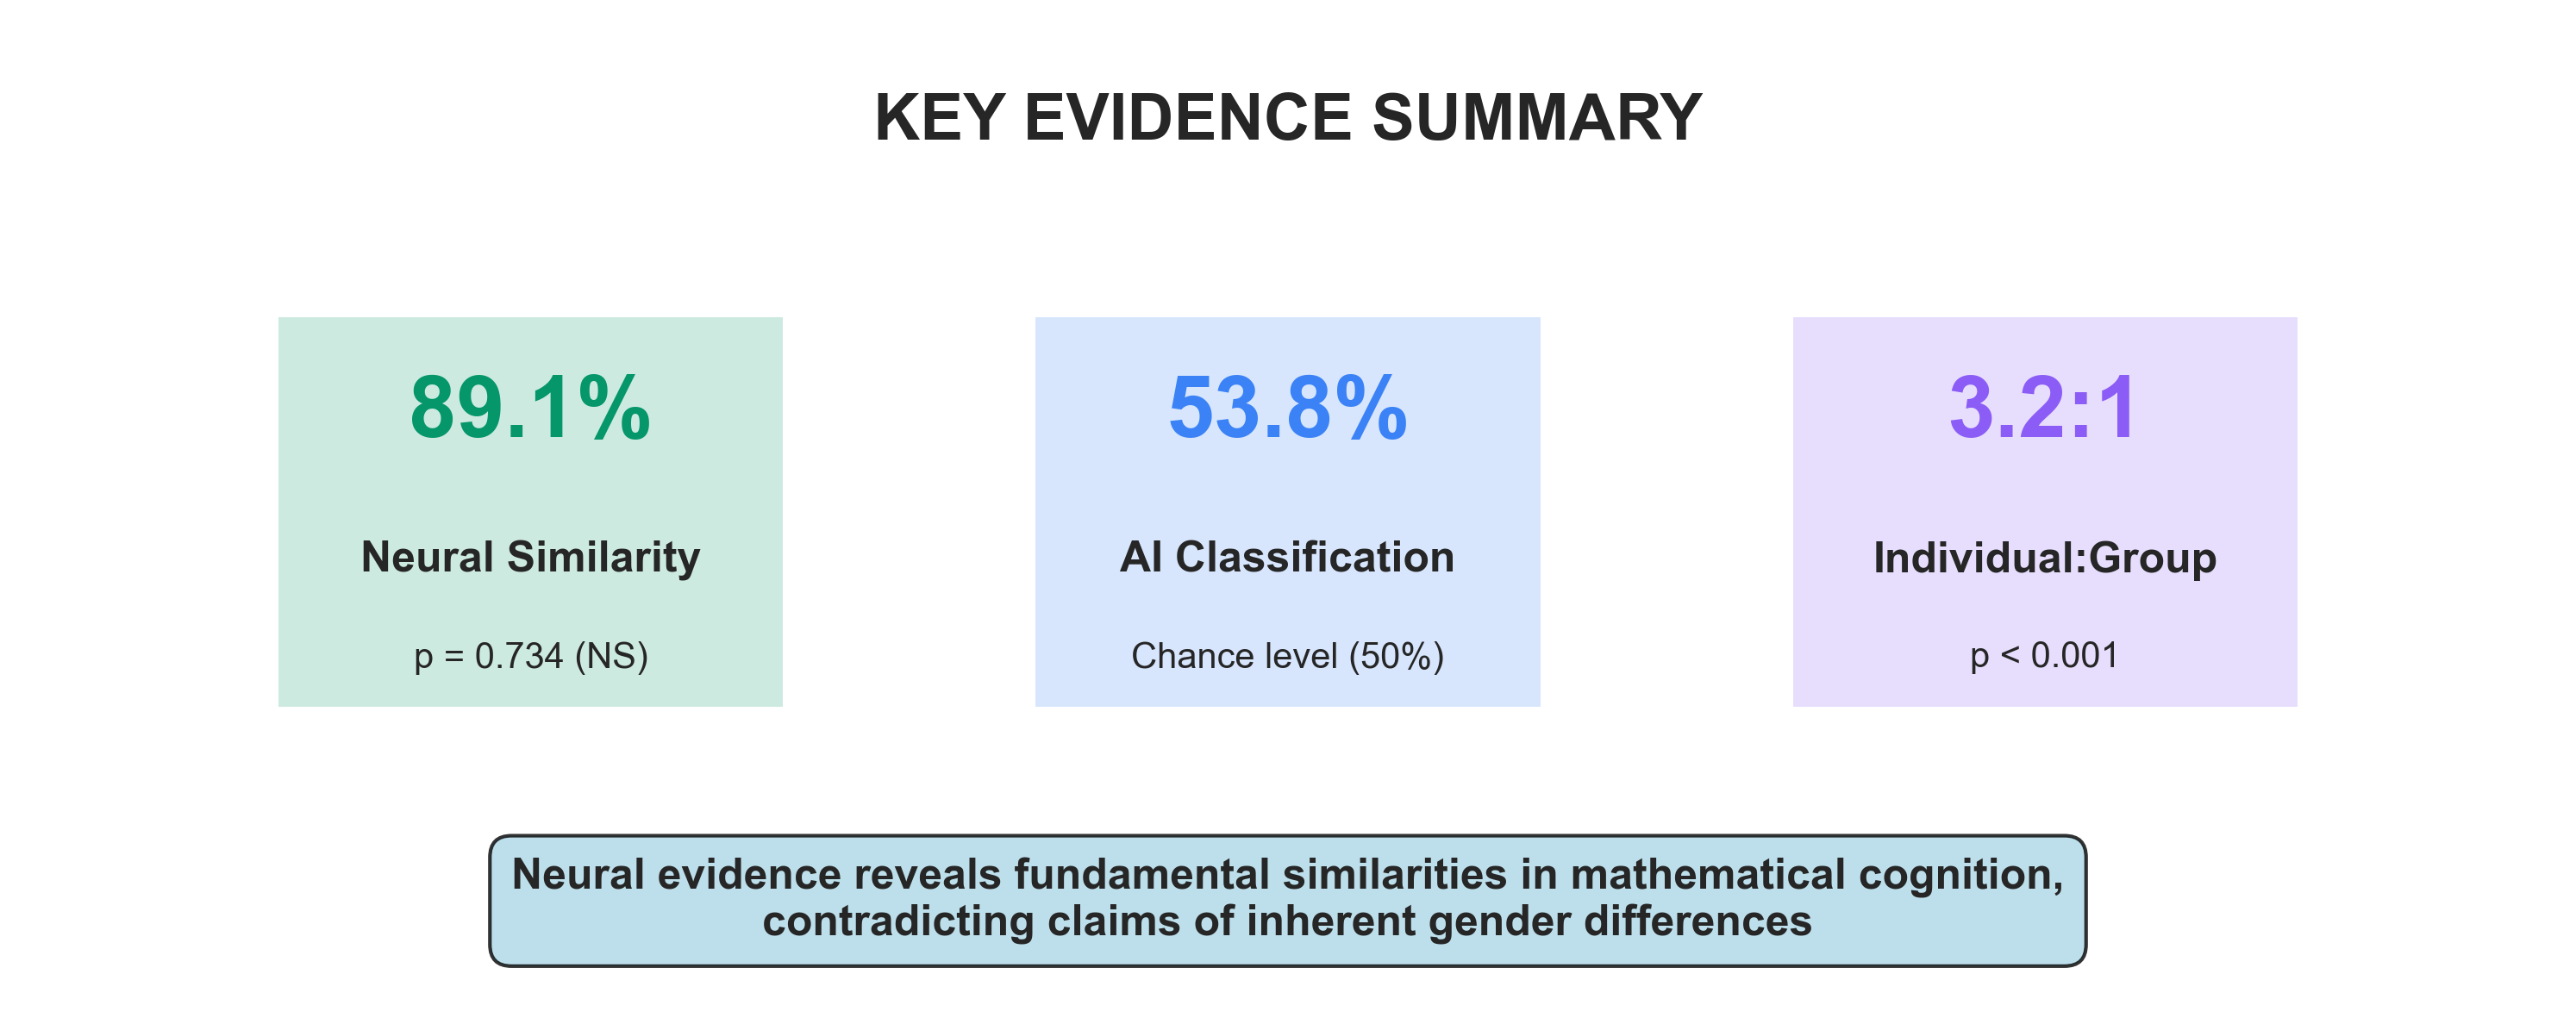 KEY EVIDENCE SUMMARY
89.1%
Neural Similarity
p = 0.734 (NS)
53.8%
AI Classification
Chance level (50%)
3.2:1
Individual:Group
p < 0.001
Neural evidence reveals fundamental similarities in mathematical cognition,
contradicting claims of inherent gender differences